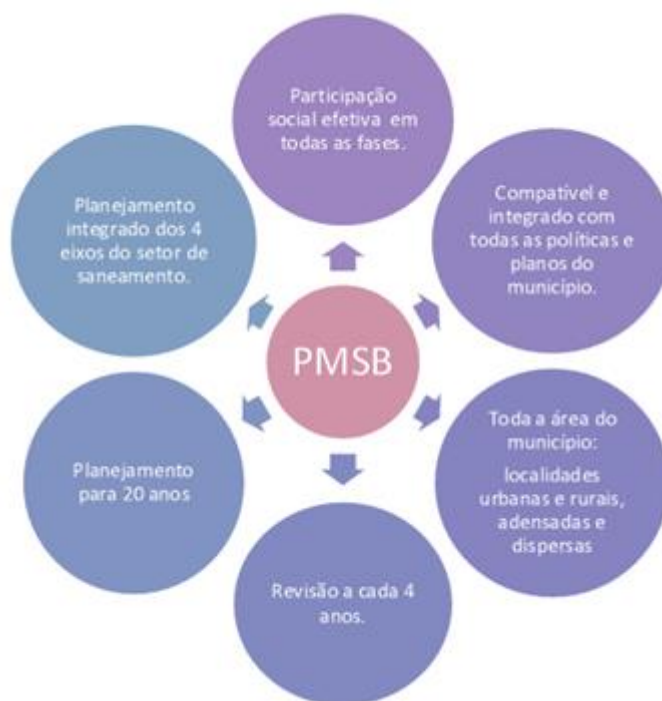 Participação
social efetiva em
todas as fases.
Planejamento
integrado dos 4
eixos do setor de
saneamento.
Compatível e
integrado com
todas as políticas e
planos do
município.
PMSB
Planejamento
para 20 anos
Toda a área do
município:
localidades
urbanas e rurais,
adensadas e
dispersas
Revisão a cada 4
anos.